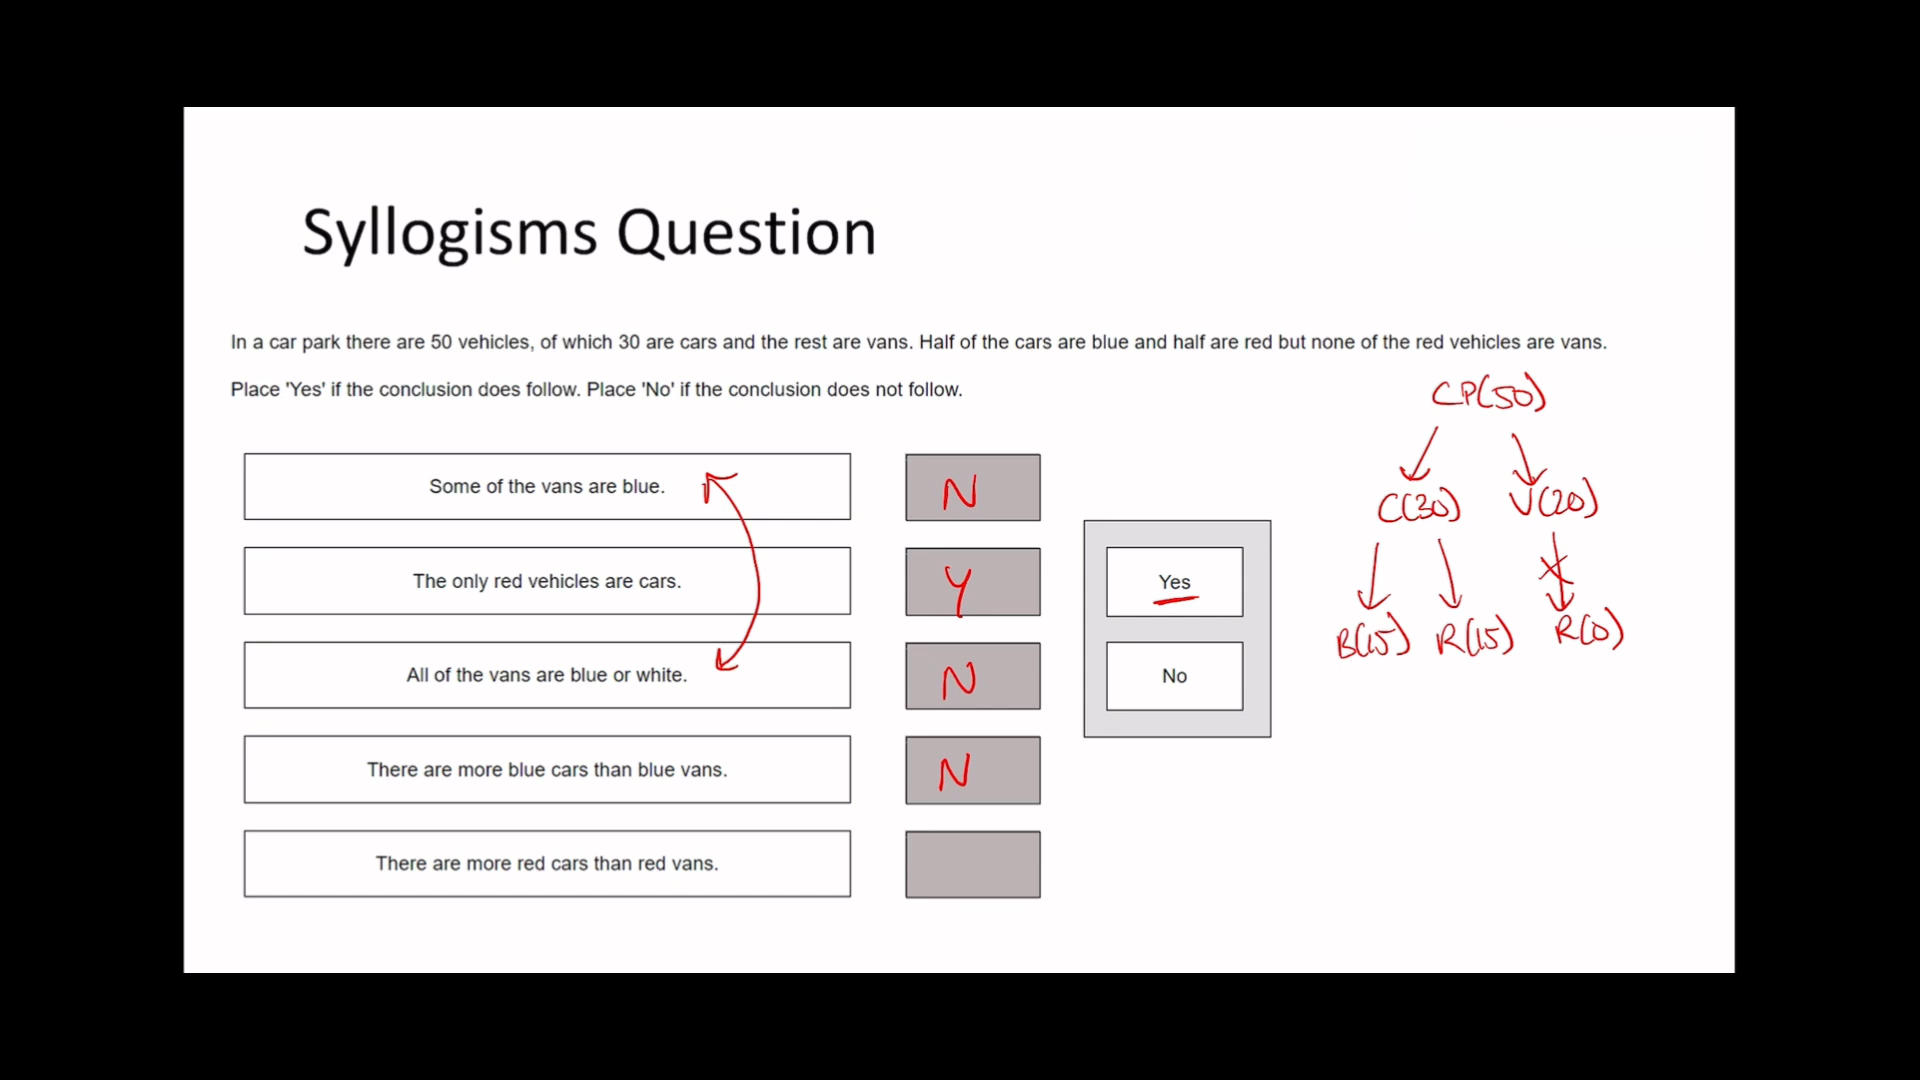 Syllogisms Question
In a car park there are 50 vehicles, of which 30 are cars and the rest are vans. Half of the cars are blue and half are red but none of the red vehicles are vans.
Place 'Yes' if the conclusion does follow. Place 'No' if the conclusion does not follow.
CP(50)
Some of the vans are blue.
N
C(30) V(20)
The only red vehicles are cars.
Y
Yes
B(15) R(15) R(0)
All of the vans are blue or white.
N
No
There are more blue cars than blue vans.
N
There are more red cars than red vans.